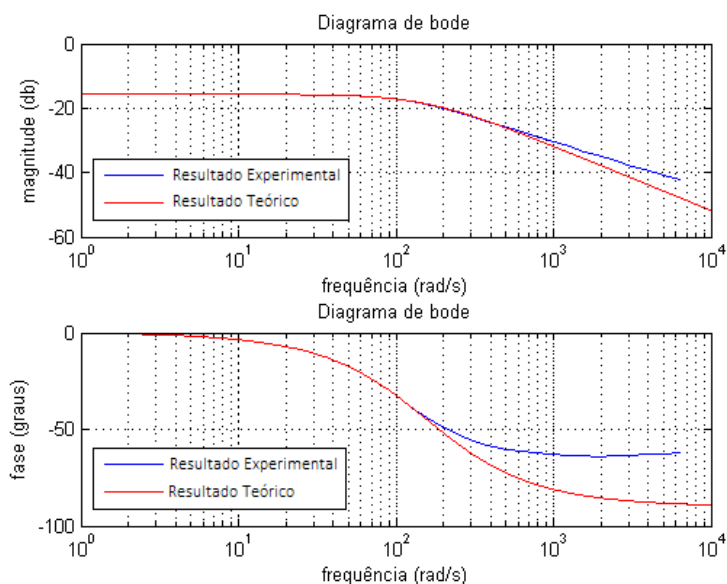 Diagrama de bode
0
-20
-40
-60
magnitude (db)
Resultado Experimental
Resultado Teórico
10^0 10^1 10^2 10^3 10^4
frequência (rad/s)
Diagrama de bode
0
-50
-100
fase (graus)
Resultado Experimental
Resultado Teórico
10^0 10^1 10^2 10^3 10^4
frequência (rad/s)